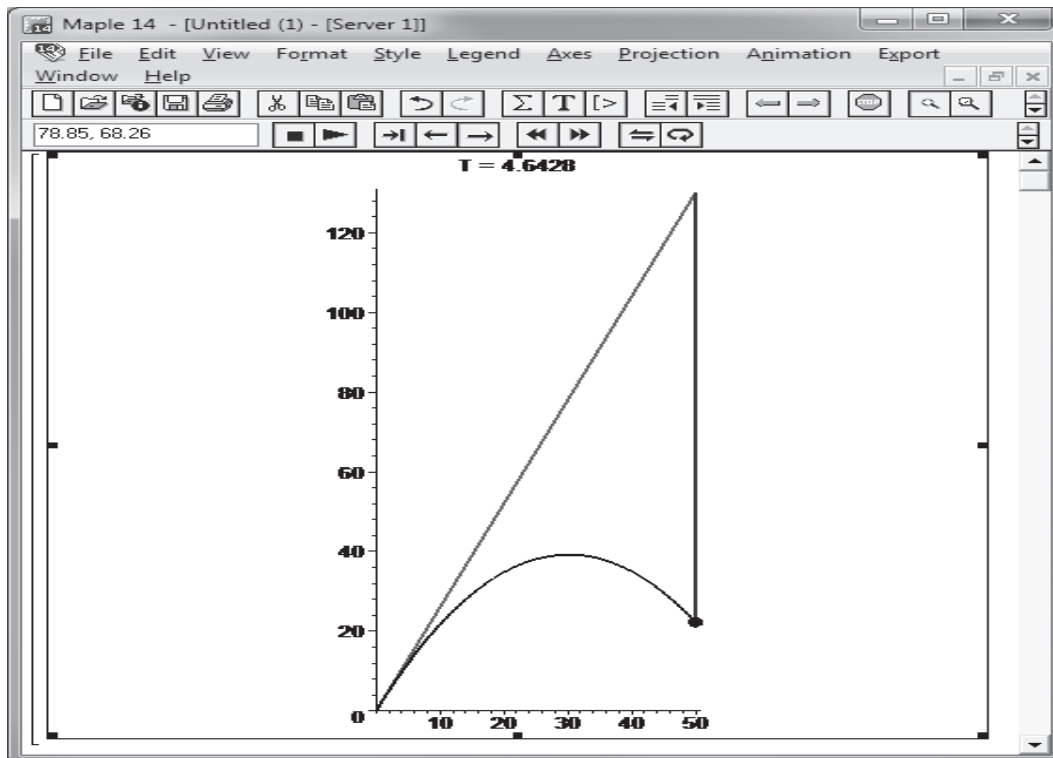 Maple 14 - [Untitled (1) - [Server 1]]
File Edit View Format Style Legend Axes Projection Animation Export
Window Help
78.85, 68.26
T = 4.6428
120
100
80
60
40
20
0 10 20 30 40 50